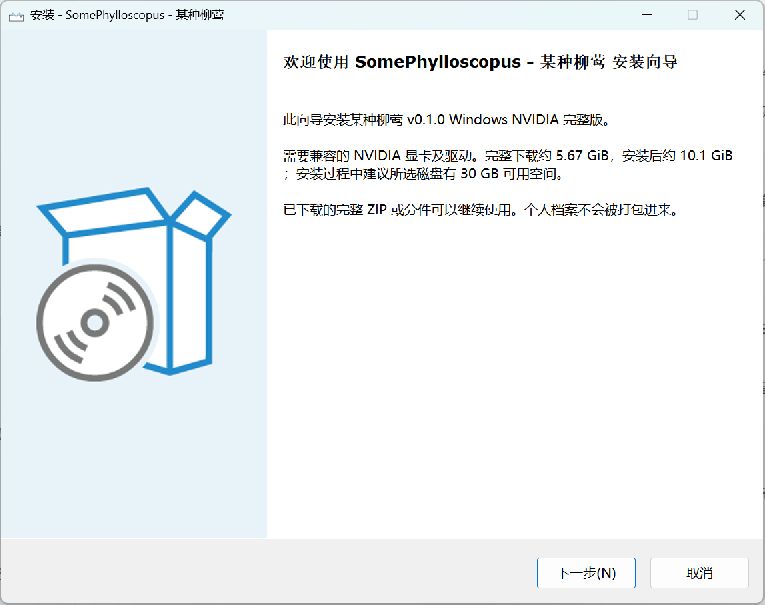 安装 - SomePhylloscopus - 某种柳莺
欢迎使用 SomePhylloscopus - 某种柳莺 安装向导
此向导安装某种柳莺 v0.1.0 Windows NVIDIA 完整版。
需要兼容的 NVIDIA 显卡及驱动。完整下载约 5.67 GiB，安装后约 10.1 GiB
；安装过程中建议所选磁盘有 30 GB 可用空间。
已下载的完整 ZIP 或分件可以继续使用。个人档案不会被打包进来。
下一步(N)
取消